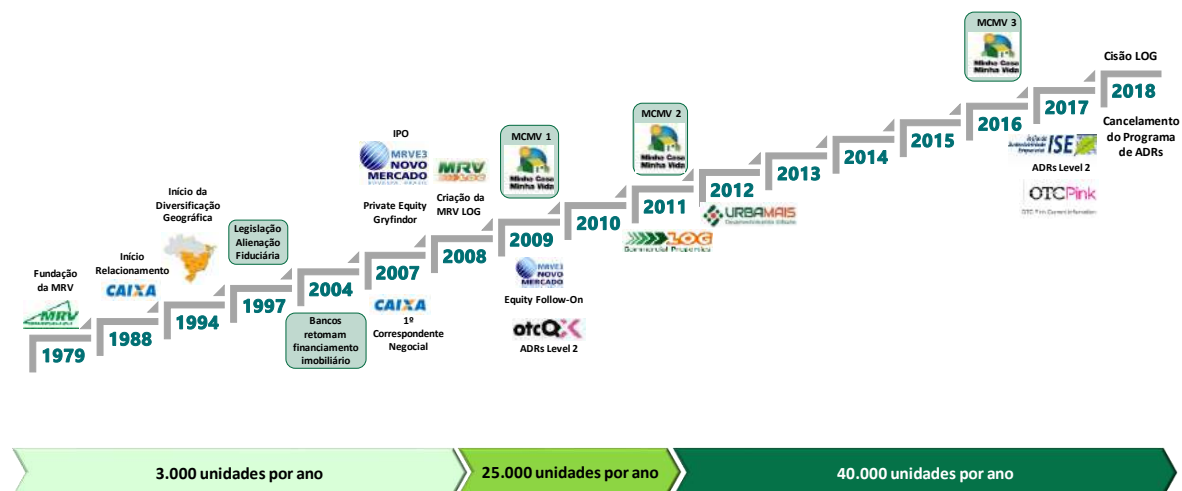 Fundação
da MRV
MRV
1979
Início
Relacionamento
CAIXA
1988
Início da
Diversificação
Geográfica
1994
Legislação
Alienação
Fiduciária
1997
2004
Bancos
retomam
financiamento
imobiliário
IPO
MRVE3
NOVO
MERCADO
Private Equity
Gryfindor
2007
CAIXA
1º
Correspondente
Negocial
MRV
LOG
Criação da
MRV LOG
2008
MCMV 1
Minha Casa
Minha Vida
2009
MRVE3
NOVO
MERCADO
Equity Follow-On
otcQX
ADRs Level 2
2010
MCMV 2
Minha Casa
Minha Vida
2011
LOG
Commercial Properties
2012
URBAMAIS
Desenvolvimento Urbano
2013
2014
2015
MCMV 3
Minha Casa
Minha Vida
2016
2017
ISE
ADRs Level 2
OTCPink
Cisão LOG
2018
Cancelamento
do Programa
de ADRs
3.000 unidades por ano
25.000 unidades por ano
40.000 unidades por ano